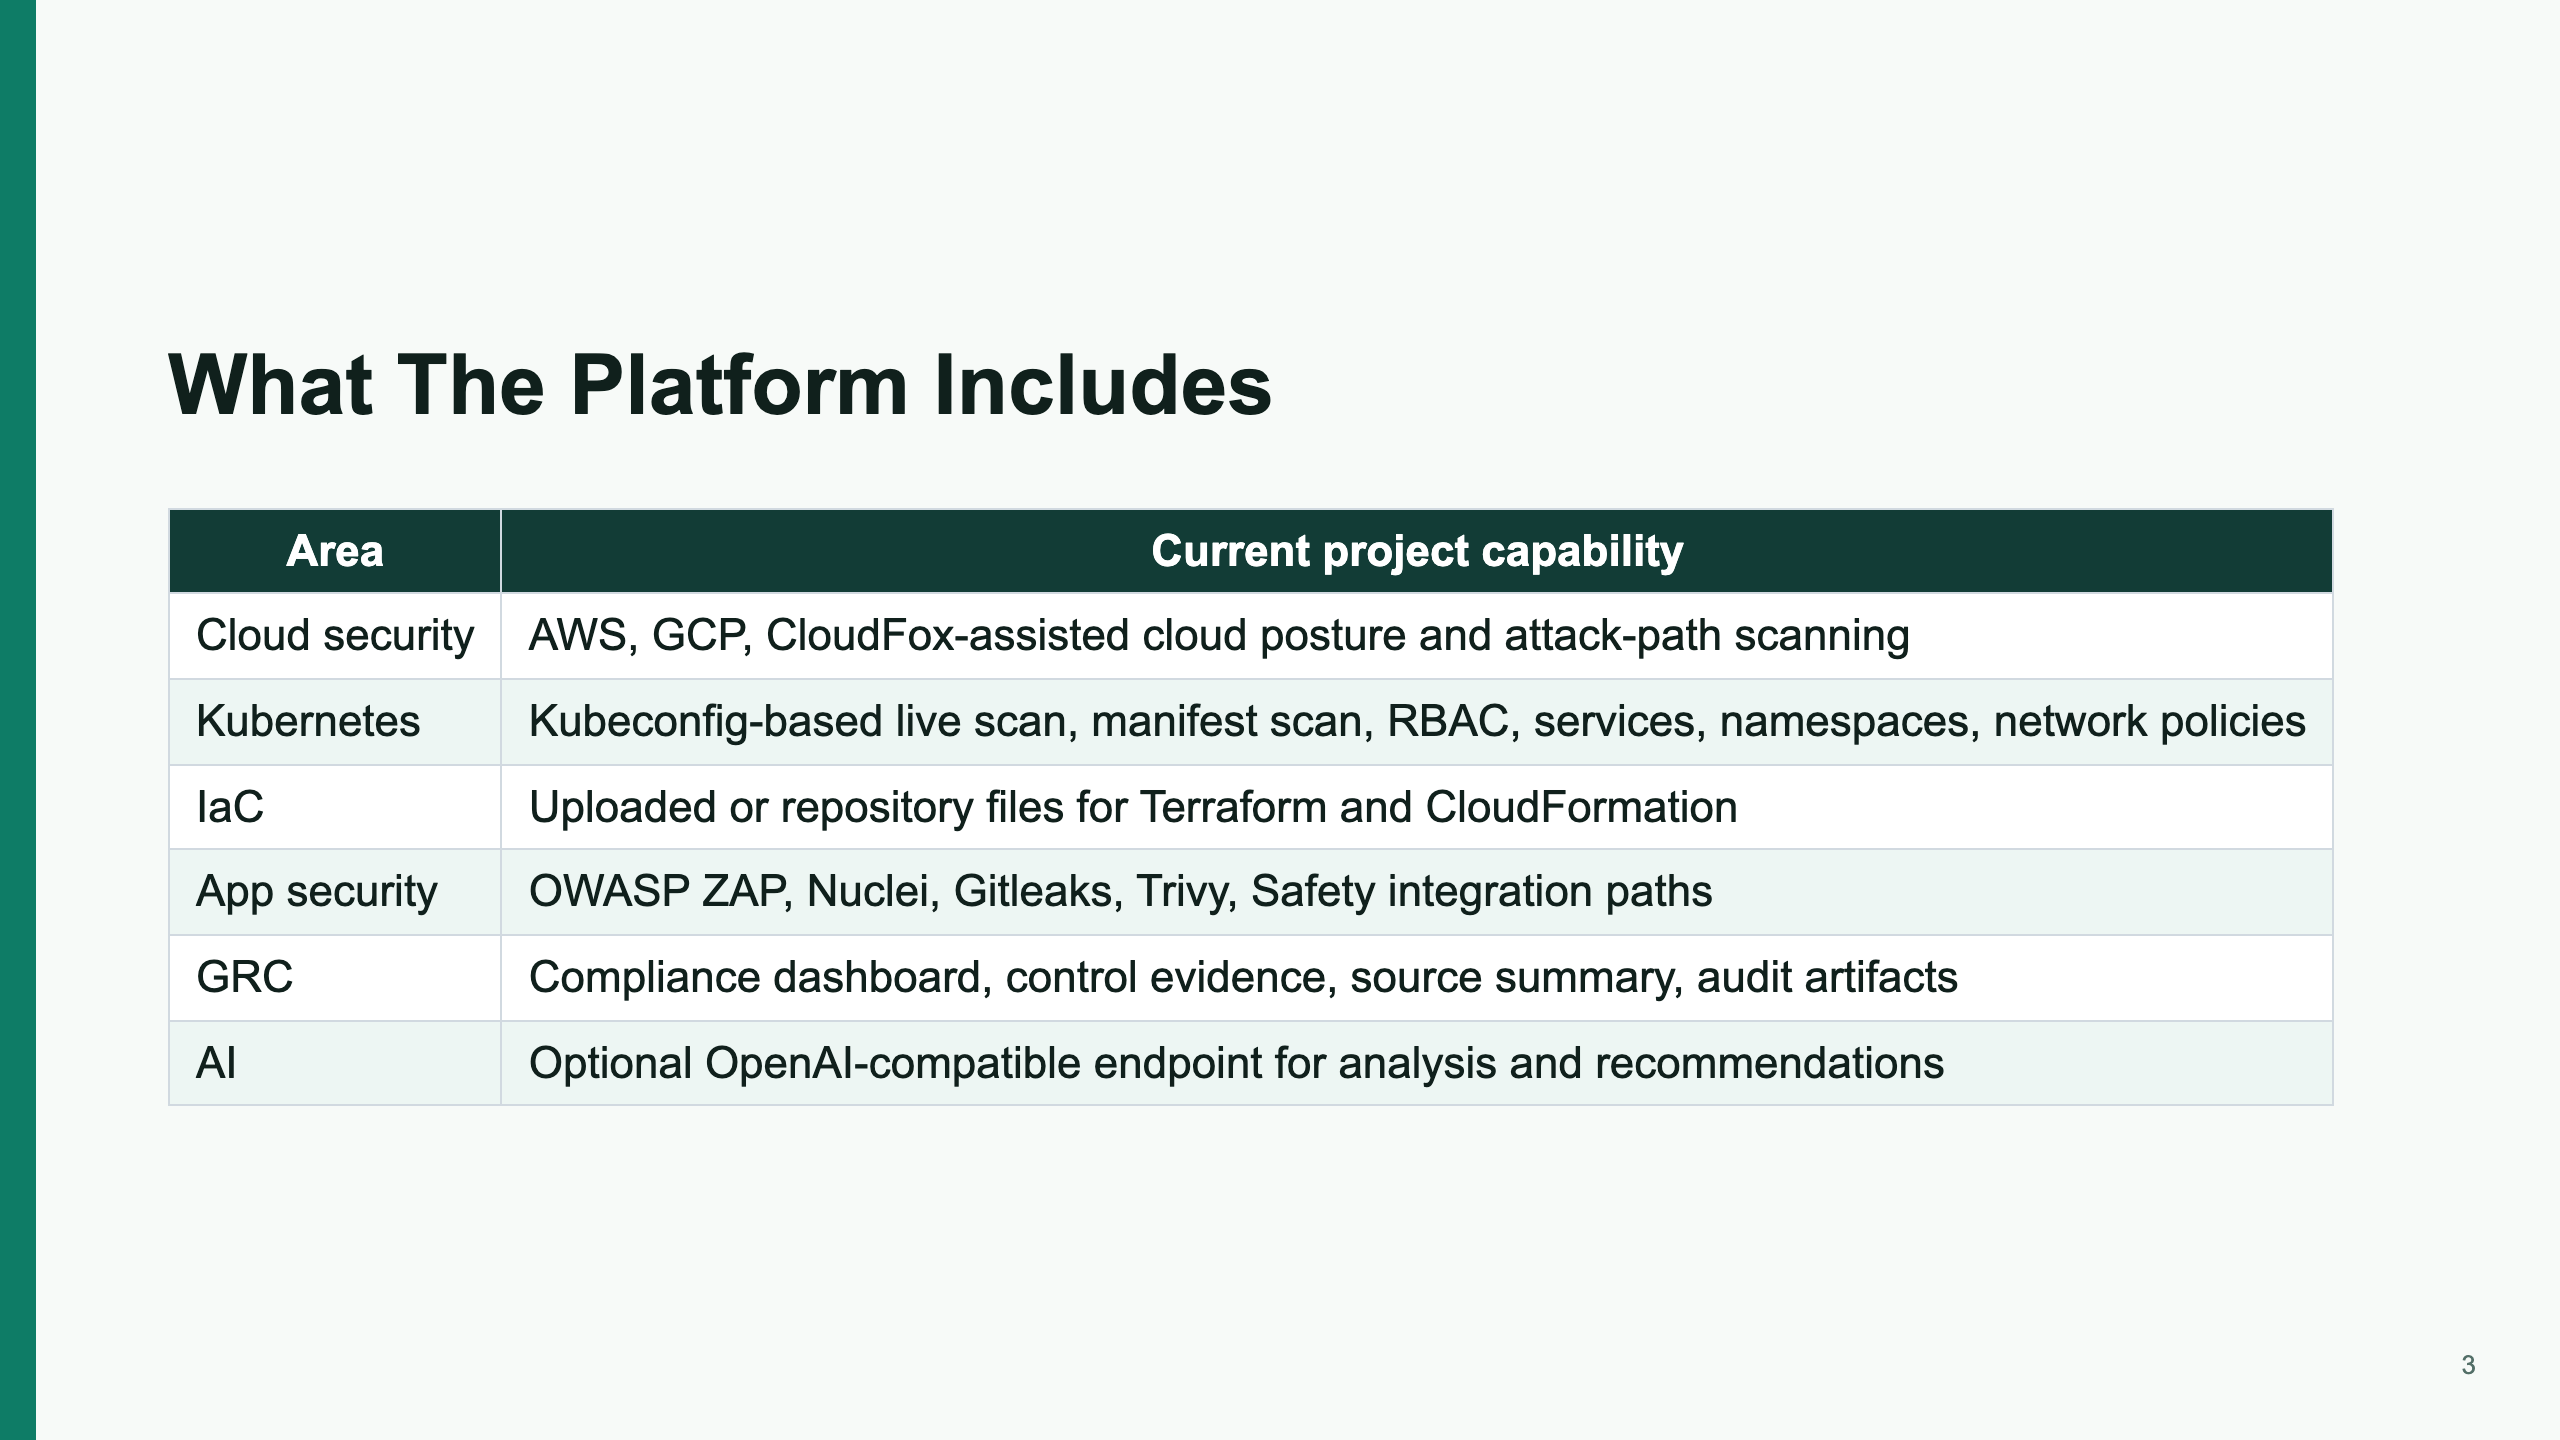 What The Platform Includes
Area
Current project capability
Cloud security
AWS, GCP, CloudFox-assisted cloud posture and attack-path scanning
Kubernetes
Kubeconfig-based live scan, manifest scan, RBAC, services, namespaces, network policies
IaC
Uploaded or repository files for Terraform and CloudFormation
App security
OWASP ZAP, Nuclei, Gitleaks, Trivy, Safety integration paths
GRC
Compliance dashboard, control evidence, source summary, audit artifacts
AI
Optional OpenAI-compatible endpoint for analysis and recommendations
3